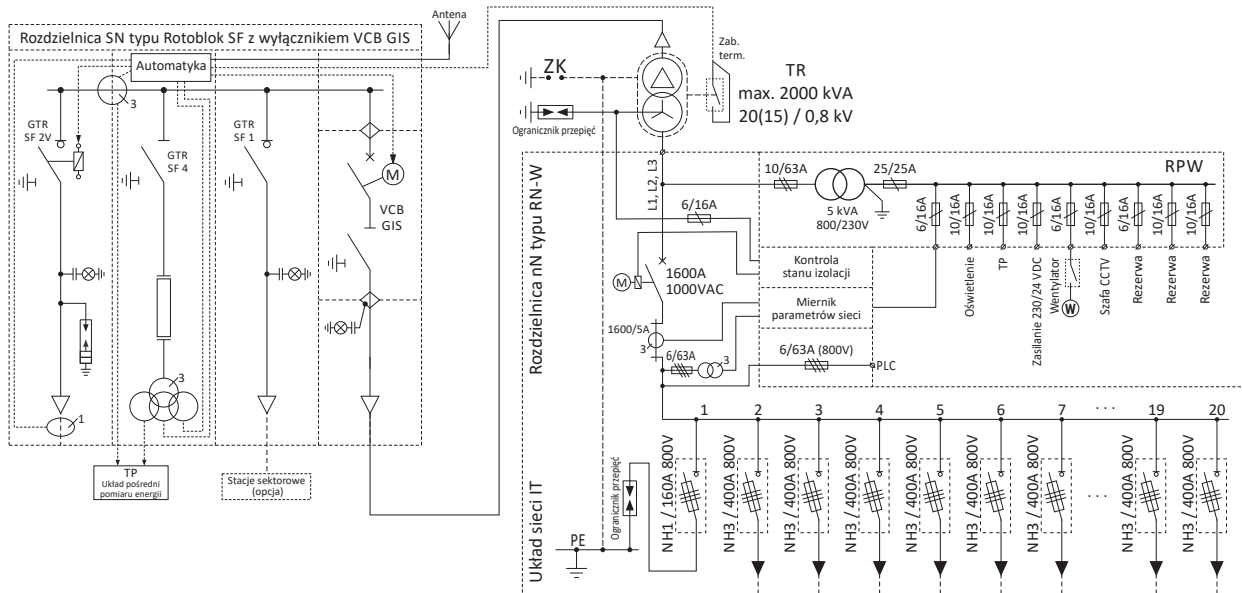 Antena
Rozdzielnica SN typu Rotoblok SF z wyłącznikiem VCB GIS
Automatyka
3
GTR
SF 2V
GTR
SF 4
GTR
SF 1
M
VCB
GIS
3
1
TP
Układ pośredni
pomiaru energii
Stacje sektorowe
(opcja)
ZK
Ogranicznik przepięć
Zab.
term.
TR
max. 2000 kVA
20(15) / 0,8 kV
Rozdzielnica nN typu RN-W
Układ sieci IT
L1, L2, L3
6/16A
M
1600A
1000VAC
1600/5A
3
6/63A
3
Kontrola
stanu izolacji
Miernik
parametrów sieci
6/63A (800V)
PLC
10/63A
5 kVA
800/230V
25/25A
RPW
6/16A
10/16A
10/16A
10/16A
6/16A
10/16A
6/16A
10/16A
10/16A
Oświetlenie
TP
Zasilanie 230/24 VDC
Wentylator
W
Szafa CCTV
Rezerwa
Rezerwa
Rezerwa
1
2
3
4
5
6
7
· · ·
19
20
NH1 / 160A 800V
NH3 / 400A 800V
NH3 / 400A 800V
NH3 / 400A 800V
NH3 / 400A 800V
NH3 / 400A 800V
NH3 / 400A 800V
· · ·
NH3 / 400A 800V
NH3 / 400A 800V
Ogranicznik przepięć
PE